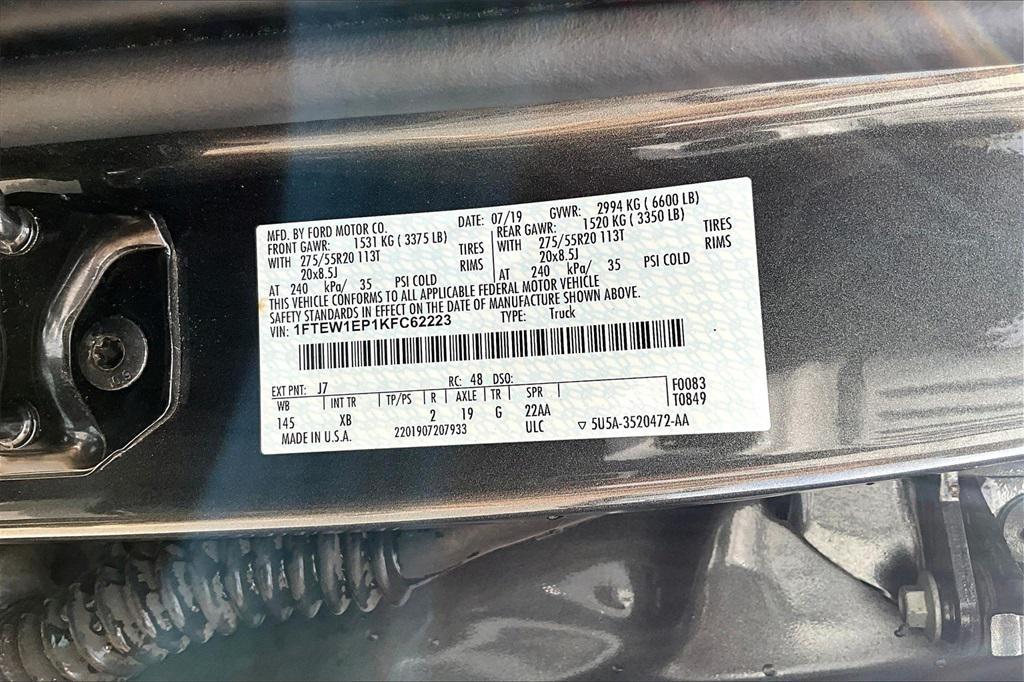 MFD. BY FORD MOTOR CO. DATE: 07/19 GVWR: 2994 KG ( 6600 LB)
FRONT GAWR: 1531 KG ( 3375 LB) REAR GAWR: 1520 KG ( 3350 LB)
WITH 275/55R20 113T TIRES WITH 275/55R20 113T TIRES
20x8.5J RIMS 20x8.5J RIMS
AT 240 kPa/ 35 PSI COLD AT 240 kPa/ 35 PSI COLD
THIS VEHICLE CONFORMS TO ALL APPLICABLE FEDERAL MOTOR VEHICLE
SAFETY STANDARDS IN EFFECT ON THE DATE OF MANUFACTURE SHOWN ABOVE.
VIN: 1FTEW1EP1KFC62223 TYPE: Truck
EXT PNT: J7 RC: 48 DSO: F0083
WB INT TR TP/PS R AXLE TR SPR T0849
145 XB 2 19 G 22AA
MADE IN U.S.A. 2201907207933 ULC ▽ 5U5A-3520472-AA